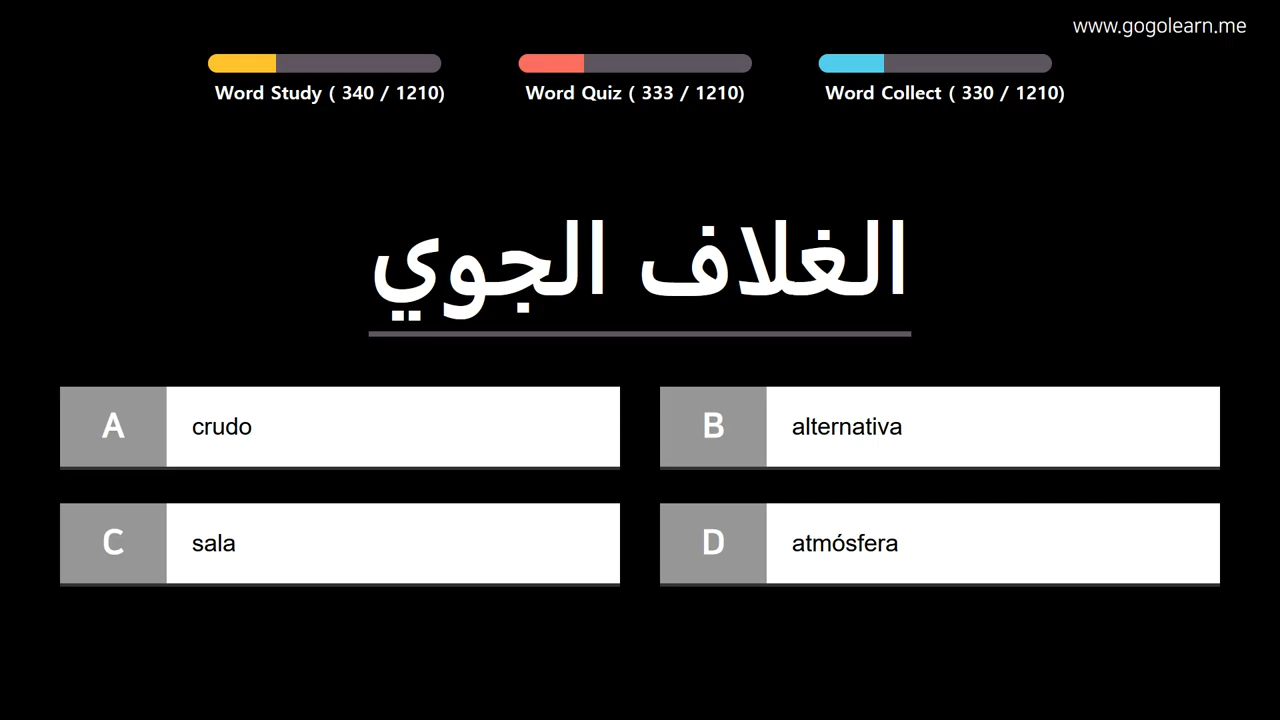 www.gogolearn.me
Word Study ( 340 / 1210)
Word Quiz ( 333 / 1210)
Word Collect ( 330 / 1210)
الغلاف الجوي
A
crudo
B
alternativa
C
sala
D
atmósfera